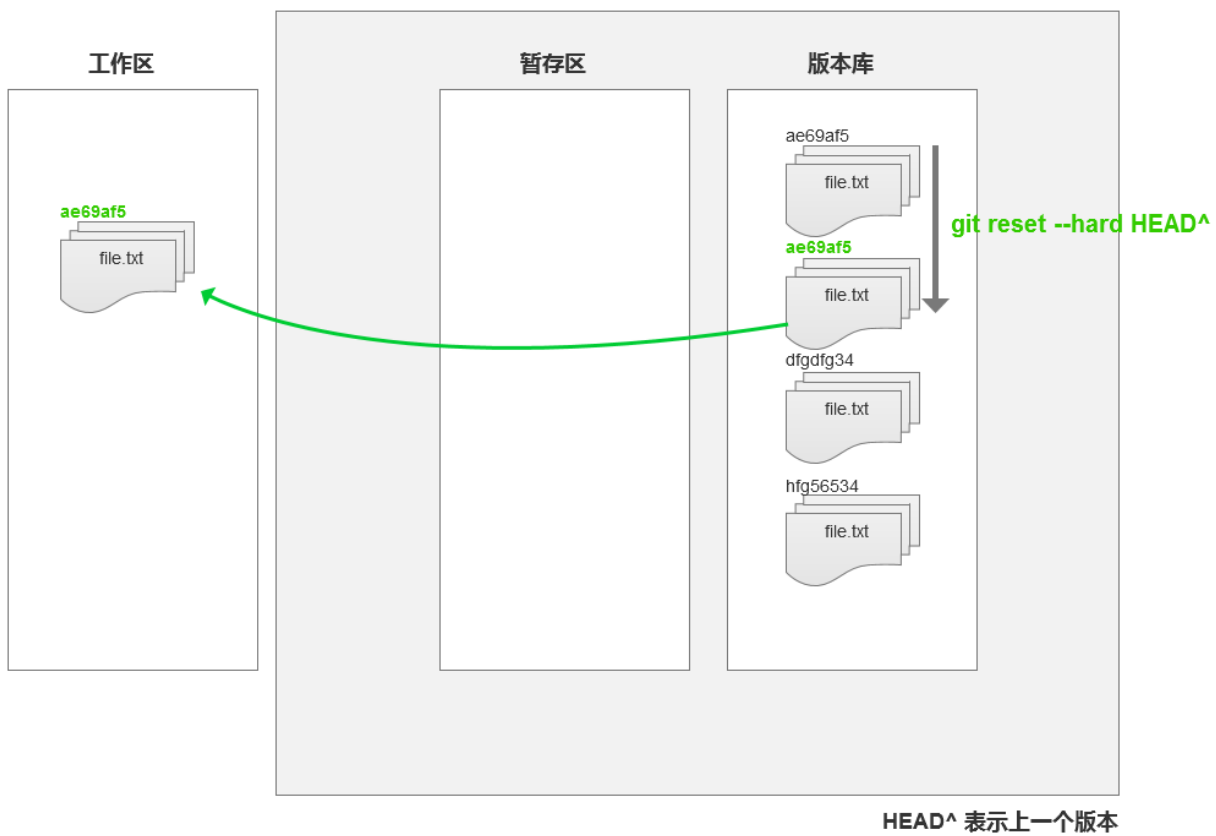 工作区
暂存区
版本库
ae69af5
file.txt
git reset --hard HEAD^
ae69af5
file.txt
ae69af5
file.txt
dfgdfg34
file.txt
hfg56534
file.txt
HEAD^ 表示上一个版本